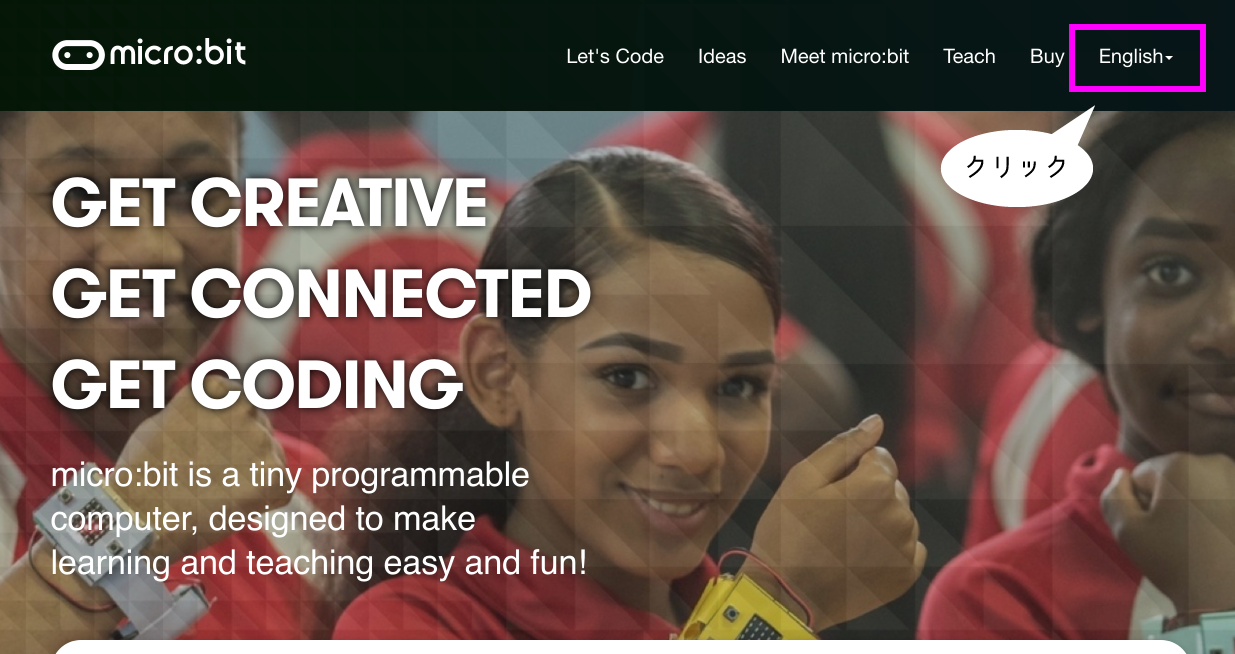 micro:bit
Let's Code Ideas Meet micro:bit Teach Buy English
クリック
GET CREATIVE
GET CONNECTED
GET CODING
micro:bit is a tiny programmable
computer, designed to make
learning and teaching easy and fun!